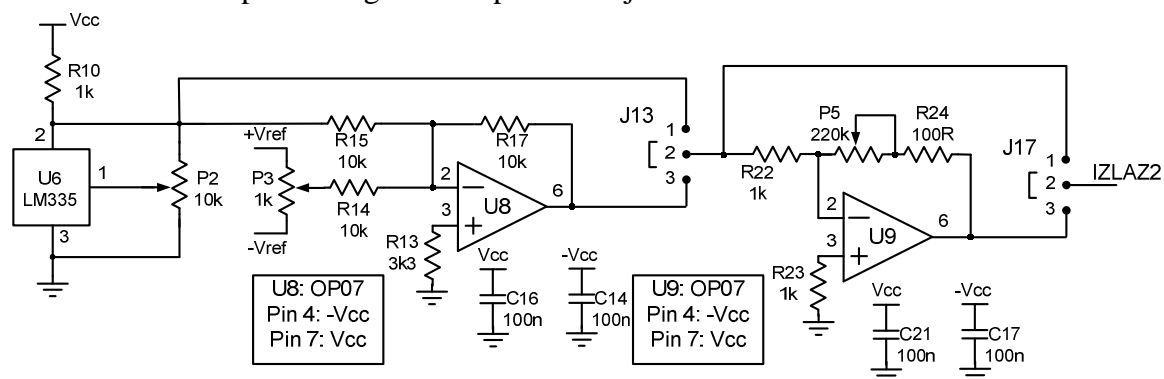 Vcc
R10
1k
2
U6
LM335
1
3
P2
10k
+Vref
P3
1k
-Vref
R15
10k
R14
10k
R17
10k
2
3
6
U8
R13
3k3
U8: OP07
Pin 4: -Vcc
Pin 7: Vcc
Vcc
C16
100n
-Vcc
C14
100n
J13
1
2
3
R22
1k
P5
220k
R24
100R
2
3
6
U9
R23
1k
U9: OP07
Pin 4: -Vcc
Pin 7: Vcc
Vcc
C21
100n
-Vcc
C17
100n
J17
1
2
3
IZLAZ2